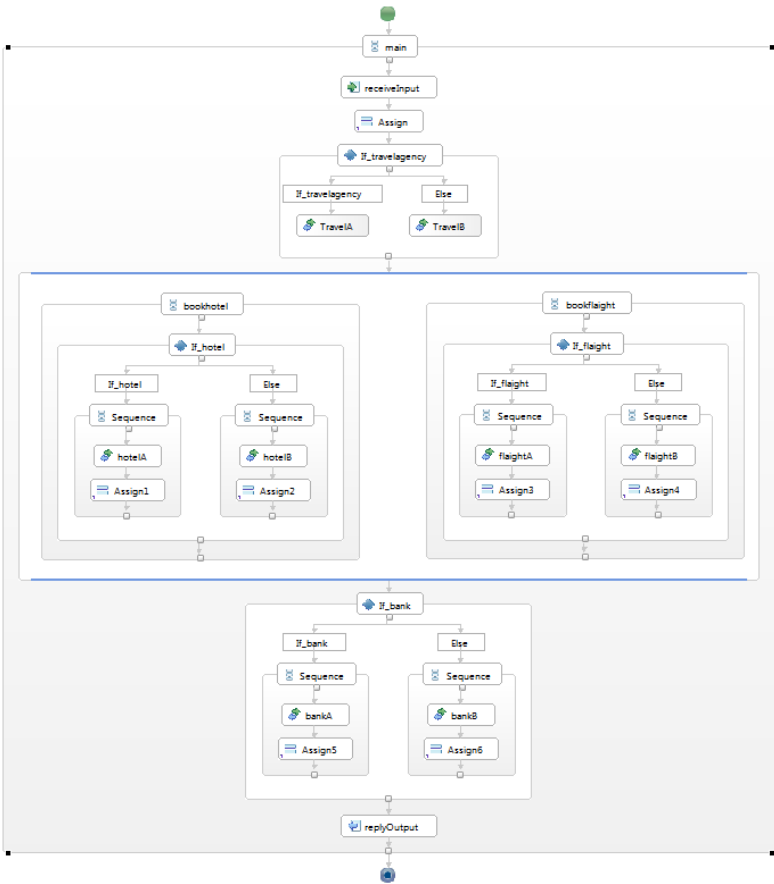 main
receiveInput
Assign
If_travelagency
If_travelagency
Else
TravelA
TravelB
bookhotel
If_hotel
If_hotel
Else
Sequence
Sequence
hotelA
hotelB
Assign1
Assign2
bookflaight
If_flaight
If_flaight
Else
Sequence
Sequence
flaightA
flaightB
Assign3
Assign4
If_bank
If_bank
Else
Sequence
Sequence
bankA
bankB
Assign5
Assign6
replyOutput